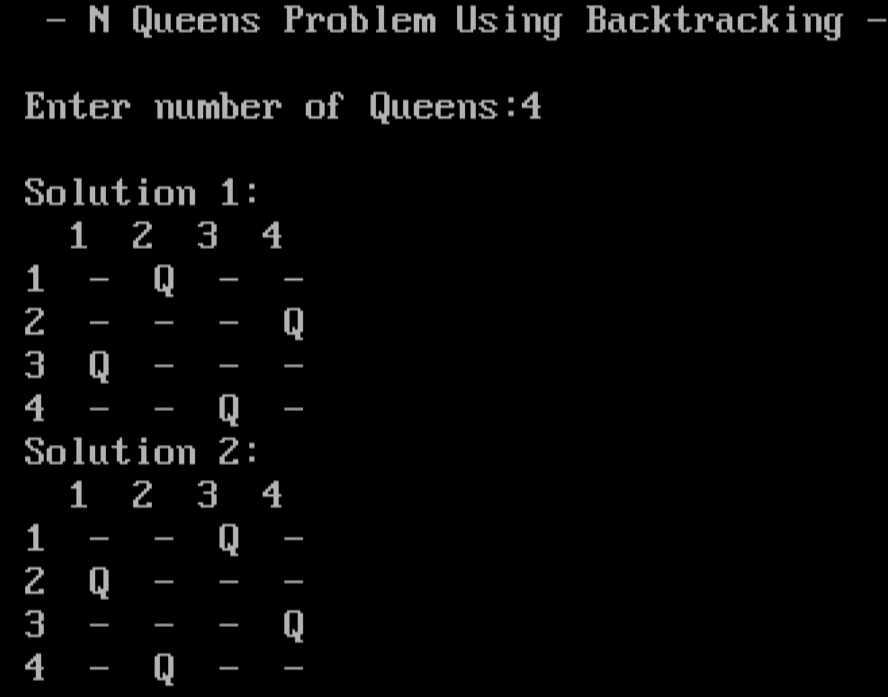 - N Queens Problem Using Backtracking -
Enter number of Queens:4
Solution 1:
1 2 3 4
1 - Q - -
2 - - - Q
3 Q - - -
4 - - Q -
Solution 2:
1 2 3 4
1 - - Q -
2 Q - - -
3 - - - Q
4 - Q - -